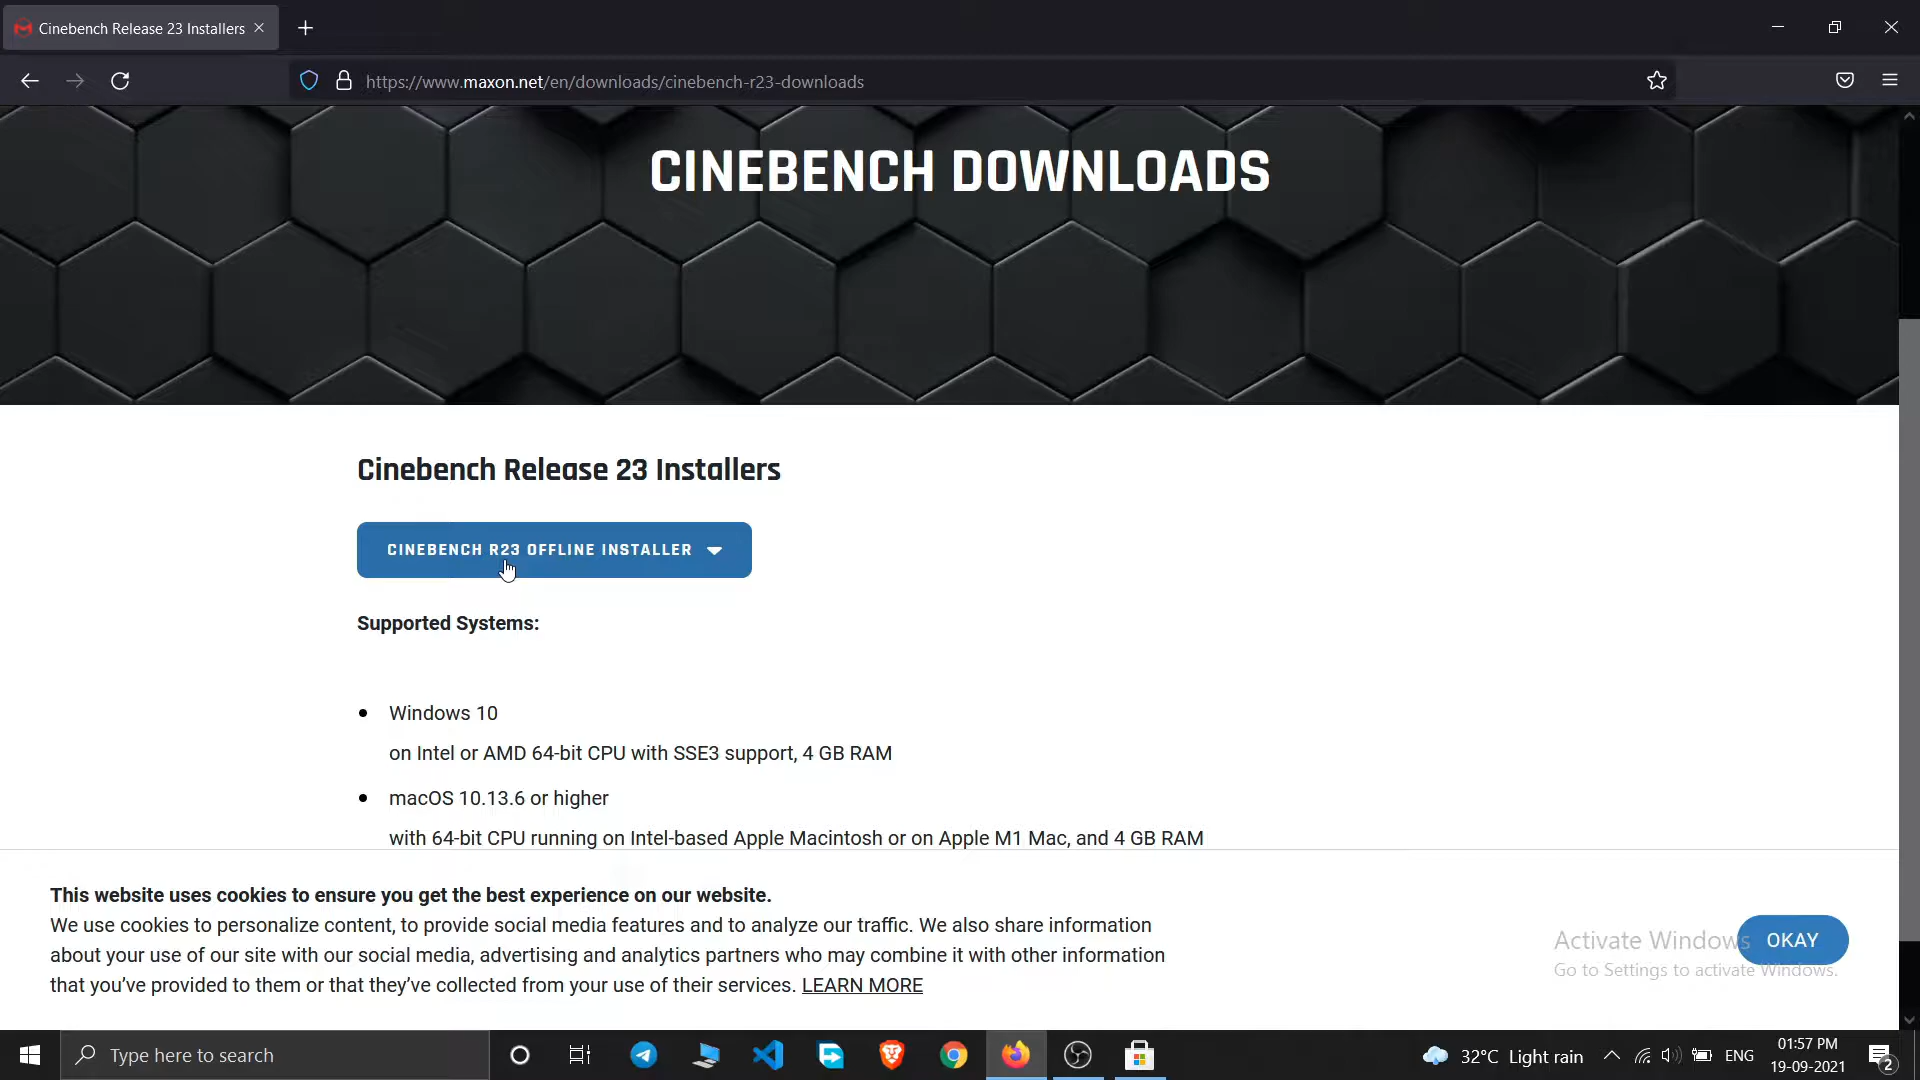 Cinebench Release 23 Installers
https://www.maxon.net/en/downloads/cinebench-r23-downloads
CINEBENCH DOWNLOADS
Cinebench Release 23 Installers
CINEBENCH R23 OFFLINE INSTALLER
Supported Systems:
• Windows 10
on Intel or AMD 64-bit CPU with SSE3 support, 4 GB RAM
• macOS 10.13.6 or higher
with 64-bit CPU running on Intel-based Apple Macintosh or on Apple M1 Mac, and 4 GB RAM
This website uses cookies to ensure you get the best experience on our website.
We use cookies to personalize content, to provide social media features and to analyze our traffic. We also share information
about your use of our site with our social media, advertising and analytics partners who may combine it with other information
that you've provided to them or that they've collected from your use of their services. LEARN MORE
OKAY
Activate Windows
Go to Settings to activate Windows.
Type here to search
32°C Light rain
ENG
01:57 PM
19-09-2021
2